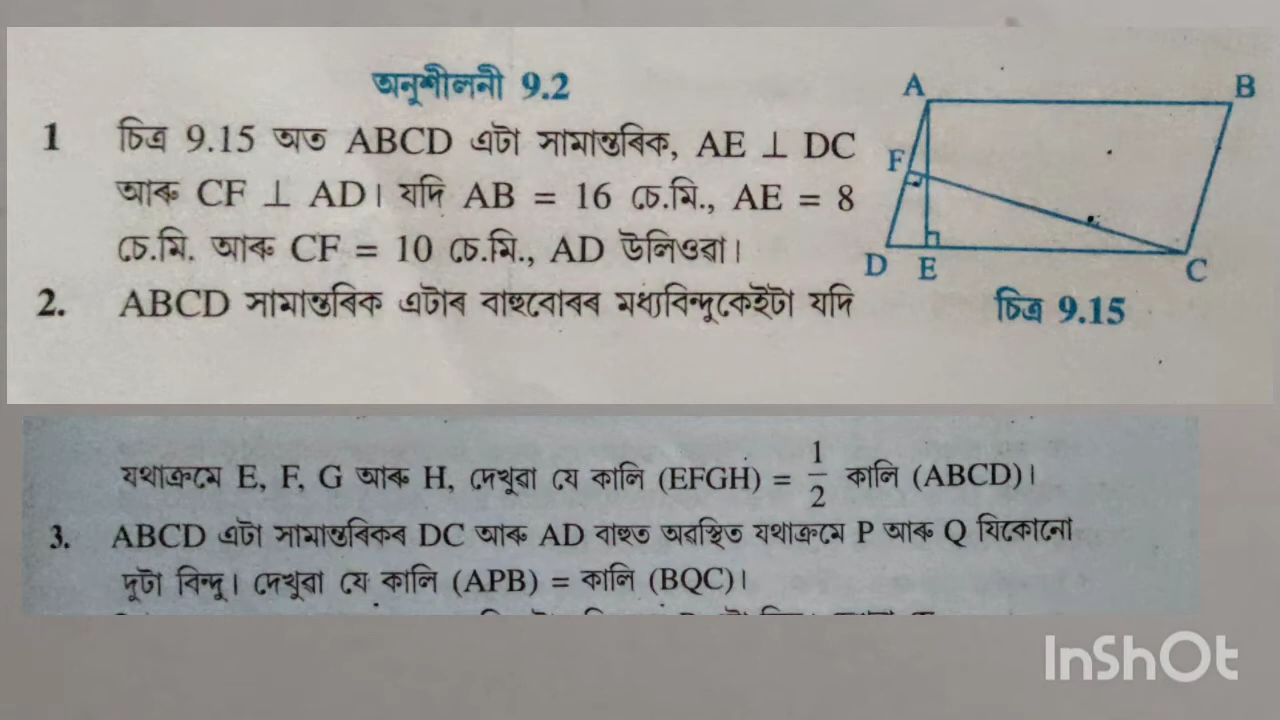 অনুশীলনী 9.2
1 চিত্ৰ 9.15 অত ABCD এটা সামান্তৰিক, AE ⊥ DC
আৰু CF ⊥ AD। যদি AB = 16 চে.মি., AE = 8
চে.মি. আৰু CF = 10 চে.মি., AD উলিওৱা।
2. ABCD সামান্তৰিক এটাৰ বাহুবোৰৰ মধ্যবিন্দুকেইটা যদি
A
B
F
D
E
C
চিত্ৰ 9.15
যথাক্ৰমে E, F, G আৰু H, দেখুৱা যে কালি (EFGH) = 1/2 কালি (ABCD)।
3. ABCD এটা সামান্তৰিকৰ DC আৰু AD বাহুত অৱস্থিত যথাক্ৰমে P আৰু Q যিকোনো
দুটা বিন্দু। দেখুৱা যে কালি (APB) = কালি (BQC)।
InShOt